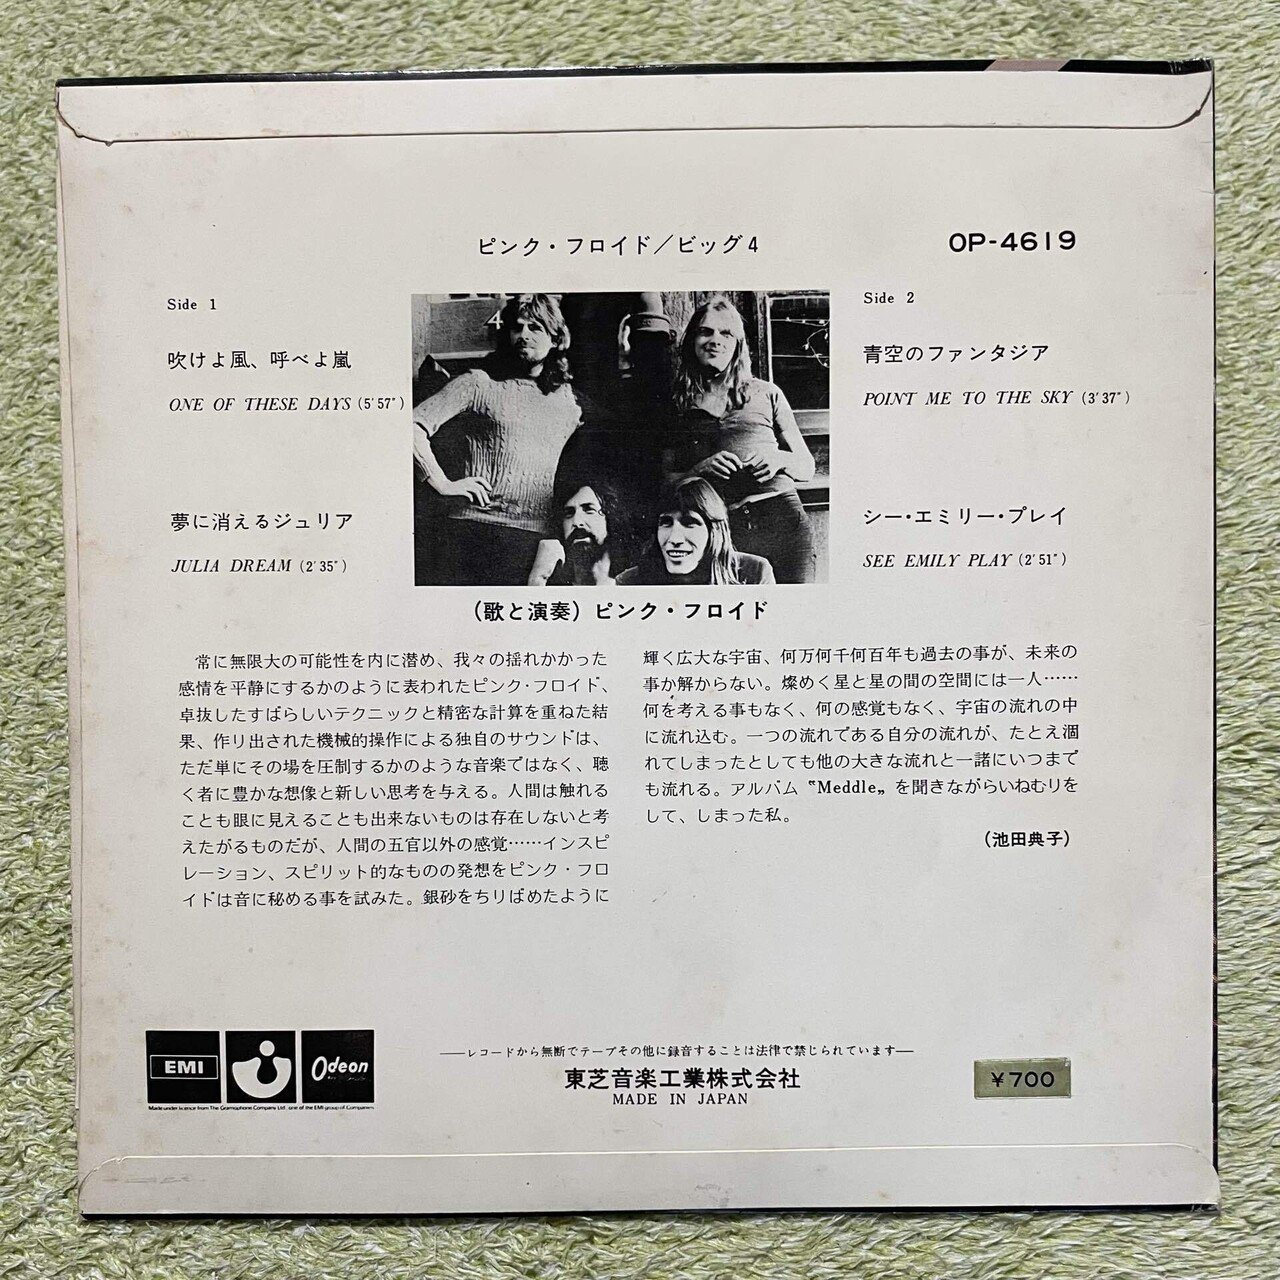 ピンク・フロイド／ビッグ4
OP-4619
Side 1
吹けよ風、呼べよ嵐
ONE OF THESE DAYS (5'57")
夢に消えるジュリア
JULIA DREAM (2'35")
4
Side 2
青空のファンタジア
POINT ME TO THE SKY (3'37")
シー・エミリー・プレイ
SEE EMILY PLAY (2'51")
(歌と演奏) ピンク・フロイド
常に無限大の可能性を内に潜め、我々の揺れかかった
感情を平静にするかのように表われたピンク・フロイド、
卓抜したすばらしいテクニックと精密な計算を重ねた結
果、作り出された機械的操作による独自のサウンドは、
ただ単にその場を圧制するかのような音楽ではなく、聴
く者に豊かな想像と新しい思考を与える。人間は触れる
ことも眼に見えることも出来ないものは存在しないと考
えたがるものだが、人間の五官以外の感覚……インスピ
レーション、スピリット的なものの発想をピンク・フロ
イドは音に秘める事を試みた。銀砂をちりばめたように
輝く広大な宇宙、何万何千何百年も過去の事が、未来の
事か解からない。燦めく星と星の間の空間には一人……
何を考える事もなく、何の感覚もなく、宇宙の流れの中
に流れ込む。一つの流れである自分の流れが、たとえ涸
れてしまったとしても他の大きな流れと一諸にいつまで
も流れる。アルバム〝Meddle〟を聞きながらいねむりを
して、しまった私。
(池田典子)
EMI
Odeon
Made under licence from The Gramophone Company Ltd. one of the EMI group of Companies
——レコードから無断でテープその他に録音することは法律で禁じられています——
東芝音楽工業株式会社
MADE IN JAPAN
¥700